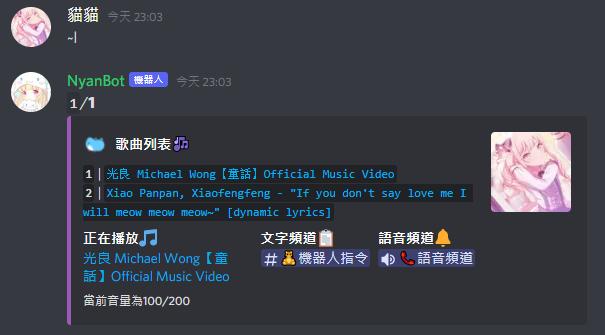 貓貓 今天 23:03
~l
NyanBot 機器人 今天 23:03
1/1
歌曲列表
1 | 光良 Michael Wong【童話】Official Music Video
2 | Xiao Panpan, Xiaofengfeng - "If you don't say love me I
will meow meow meow~" [dynamic lyrics]
正在播放 文字頻道 語音頻道
光良 Michael Wong【童 #機器人指令 語音頻道
話】Official Music Video
當前音量為100/200